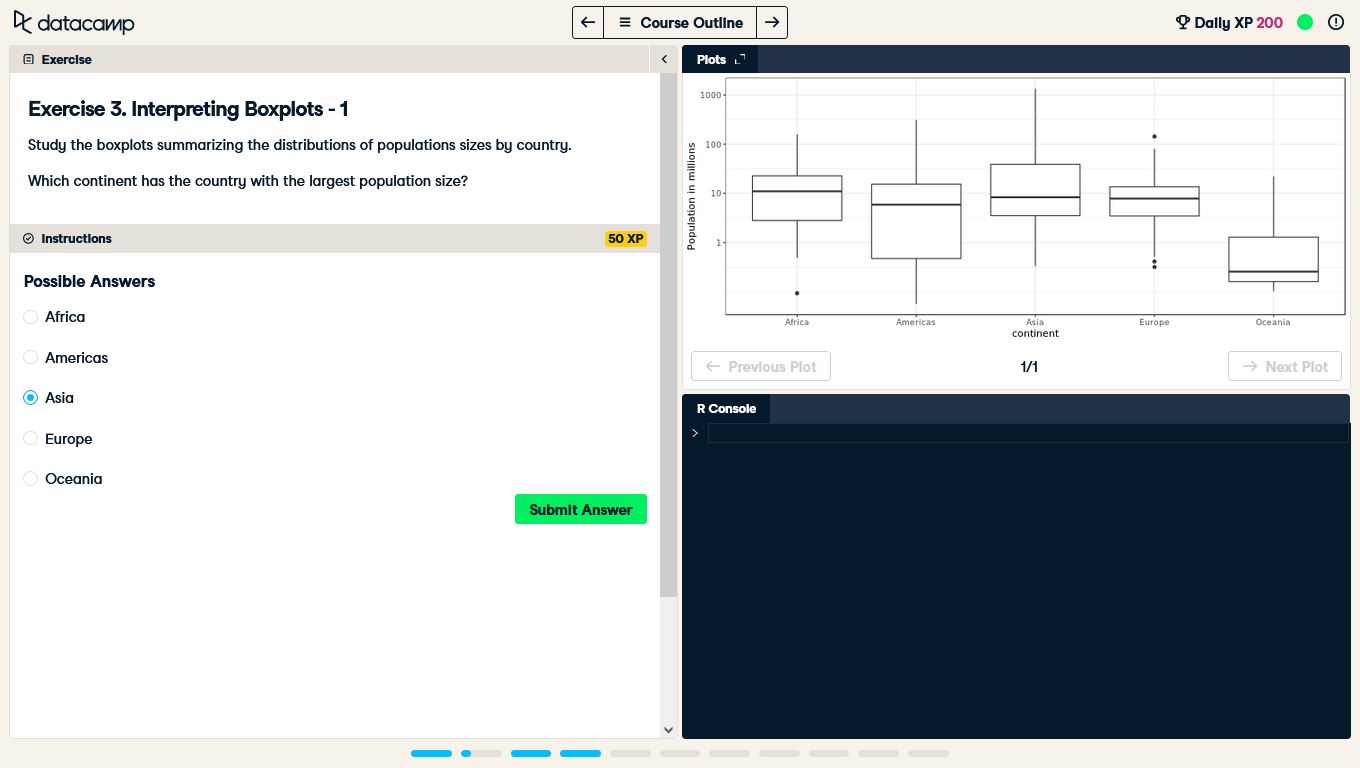 datacamp
Course Outline
Daily XP 200
Exercise
Exercise 3. Interpreting Boxplots - 1
Study the boxplots summarizing the distributions of populations sizes by country.
Which continent has the country with the largest population size?
Instructions
50 XP
Possible Answers
Africa
Americas
Asia
Europe
Oceania
Submit Answer
Plots
Population in millions
1000
100
10
1
Africa Americas Asia Europe Oceania
continent
Previous Plot
1/1
Next Plot
R Console
>